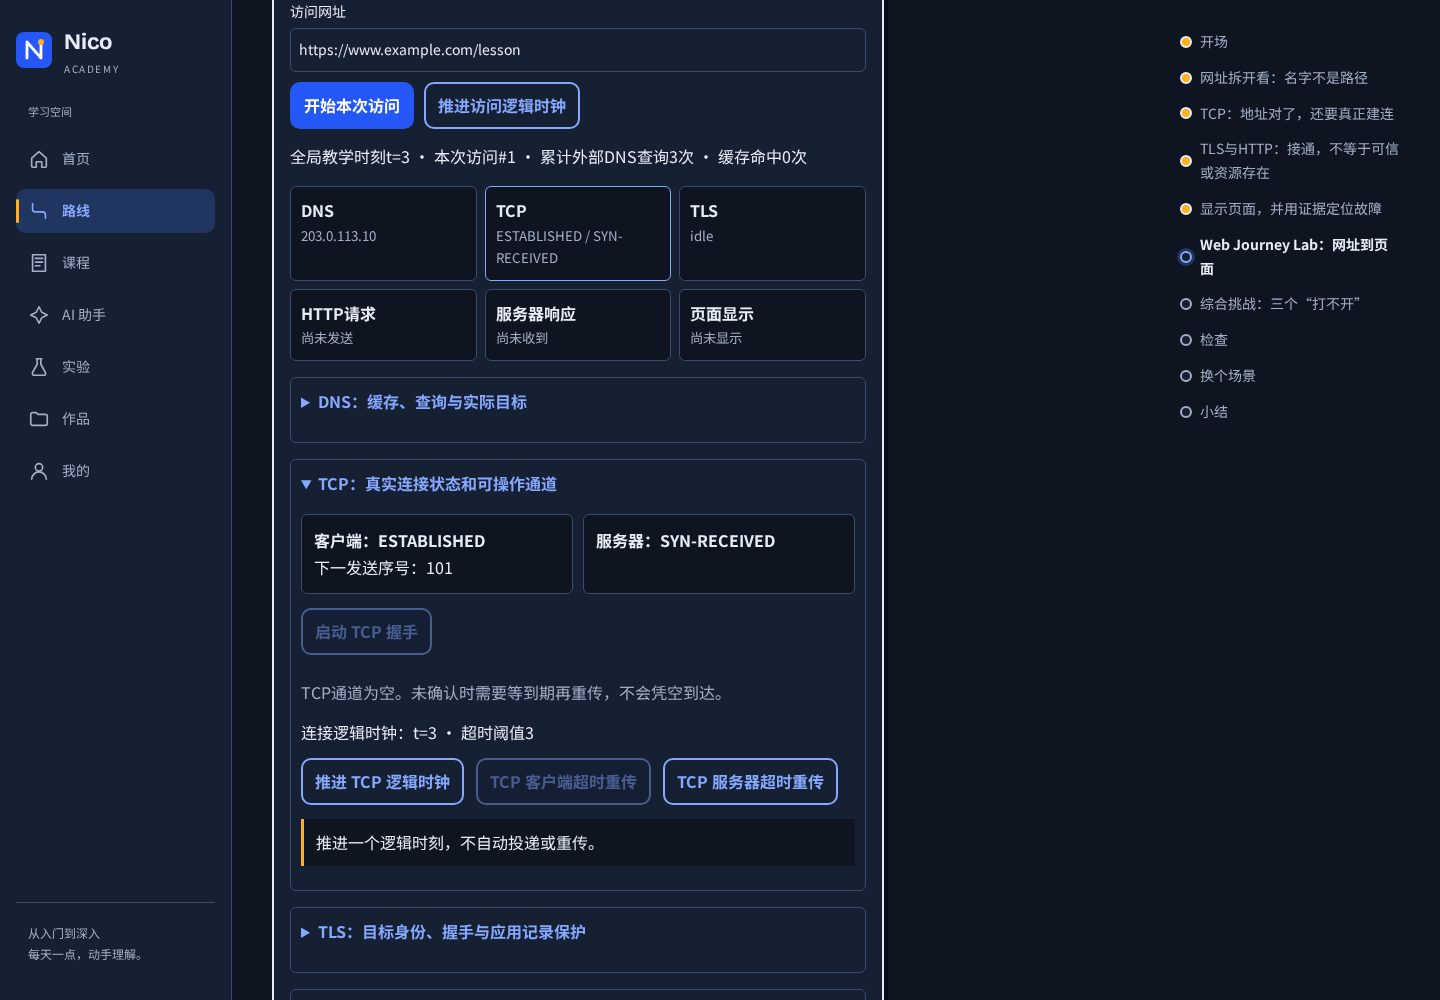 Nico
ACADEMY
学习空间
首页
路线
课程
AI 助手
实验
作品
我的
从入门到深入
每天一点，动手理解。
访问网址
https://www.example.com/lesson
开始本次访问
推进访问逻辑时钟
全局教学时刻t=3 · 本次访问#1 · 累计外部DNS查询3次 · 缓存命中0次
DNS
203.0.113.10
TCP
ESTABLISHED / SYN-
RECEIVED
TLS
idle
HTTP请求
尚未发送
服务器响应
尚未收到
页面显示
尚未显示
DNS：缓存、查询与实际目标
TCP：真实连接状态和可操作通道
客户端：ESTABLISHED
下一发送序号：101
服务器：SYN-RECEIVED
启动 TCP 握手
TCP通道为空。未确认时需要等到期再重传，不会凭空到达。
连接逻辑时钟：t=3 · 超时阈值3
推进 TCP 逻辑时钟
TCP 客户端超时重传
TCP 服务器超时重传
推进一个逻辑时刻，不自动投递或重传。
TLS：目标身份、握手与应用记录保护
开场
网址拆开看：名字不是路径
TCP：地址对了，还要真正建连
TLS与HTTP：接通，不等于可信
或资源存在
显示页面，并用证据定位故障
Web Journey Lab：网址到页
面
综合挑战：三个“打不开”
检查
换个场景
小结